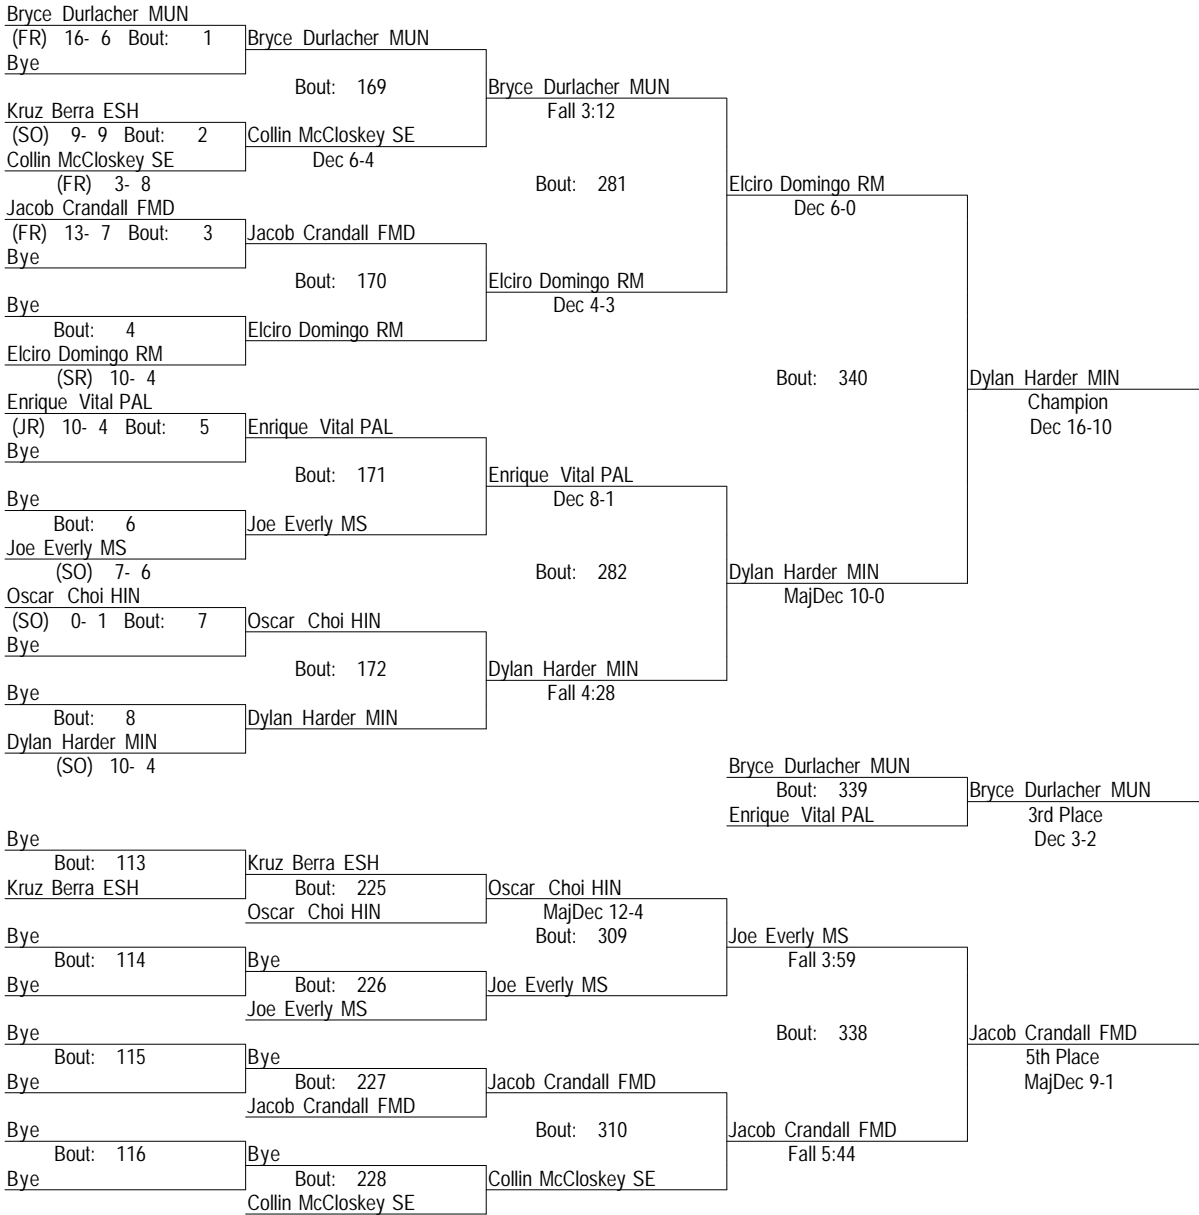 Bryce Durlacher MUN
(FR) 16- 6 Bout: 1 Bryce Durlacher MUN
Bye
Bout: 169 Bryce Durlacher MUN
Kruz Berra ESH Fall 3:12
(SO) 9- 9 Bout: 2 Collin McCloskey SE
Collin McCloskey SE Dec 6-4
(FR) 3- 8 Bout: 281 Elciro Domingo RM
Jacob Crandall FMD Dec 6-0
(FR) 13- 7 Bout: 3 Jacob Crandall FMD
Bye
Bout: 170 Elciro Domingo RM
Bye Dec 4-3
Bout: 4 Elciro Domingo RM
Elciro Domingo RM
(SR) 10- 4 Bout: 340 Dylan Harder MIN
Enrique Vital PAL Champion
(JR) 10- 4 Bout: 5 Enrique Vital PAL Dec 16-10
Bye
Bout: 171 Enrique Vital PAL
Bye Dec 8-1
Bout: 6 Joe Everly MS
Joe Everly MS
(SO) 7- 6 Bout: 282 Dylan Harder MIN
Oscar Choi HIN MajDec 10-0
(SO) 0- 1 Bout: 7 Oscar Choi HIN
Bye
Bout: 172 Dylan Harder MIN
Bye Fall 4:28
Bout: 8 Dylan Harder MIN
Dylan Harder MIN
(SO) 10- 4 Bryce Durlacher MUN
Bout: 339 Bryce Durlacher MUN
Enrique Vital PAL 3rd Place
Bye Dec 3-2
Bout: 113 Kruz Berra ESH
Kruz Berra ESH Bout: 225 Oscar Choi HIN
Oscar Choi HIN MajDec 12-4
Bye Bout: 309 Joe Everly MS
Bout: 114 Bye Fall 3:59
Bye Bout: 226 Joe Everly MS
Joe Everly MS
Bye Bout: 338 Jacob Crandall FMD
Bout: 115 Bye 5th Place
Bye Bout: 227 Jacob Crandall FMD MajDec 9-1
Jacob Crandall FMD
Bye Bout: 310 Jacob Crandall FMD
Bout: 116 Bye Fall 5:44
Bye Bout: 228 Collin McCloskey SE
Collin McCloskey SE